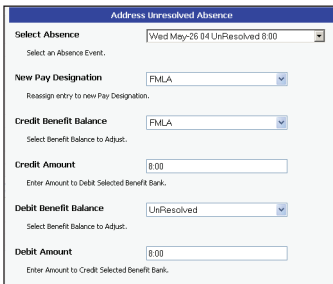 Address Unresolved Absence
Select Absence
Wed May-26 04 UnResolved 8:00
Select an Absence Event.
New Pay Designation
FMLA
Reassign entry to new Pay Designation.
Credit Benefit Balance
FMLA
Select Benefit Balance to Adjust.
Credit Amount
8:00
Enter Amount to Debit Selected Benefit Bank.
Debit Benefit Balance
UnResolved
Select Benefit Balance to Adjust.
Debit Amount
8:00
Enter Amount to Credit Selected Benefit Bank.